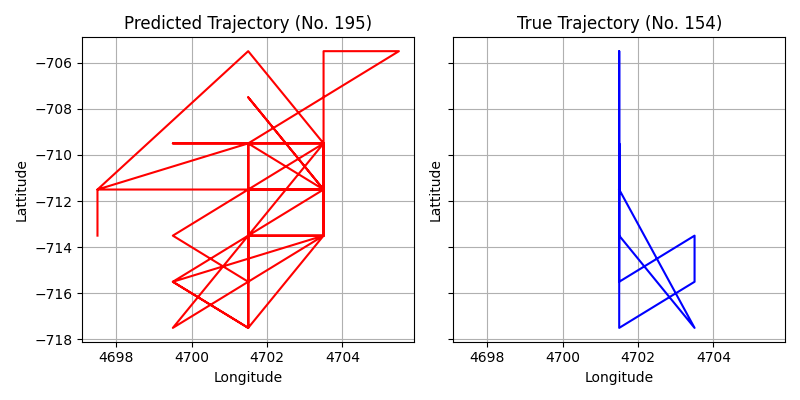 Predicted Trajectory (No. 195)
Lattitude
−706
−708
−710
−712
−714
−716
−718
4698 4700 4702 4704
Longitude
True Trajectory (No. 154)
Lattitude
4698 4700 4702 4704
Longitude